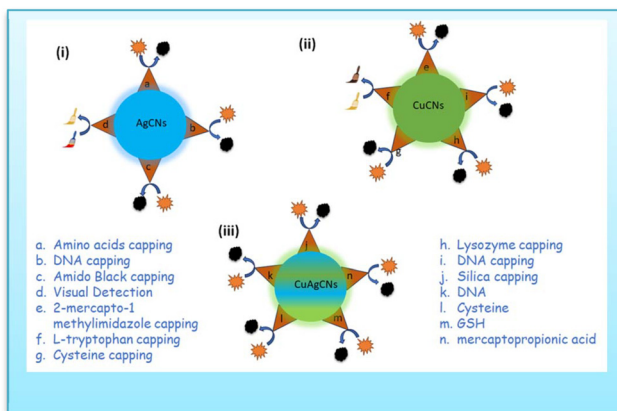 (i)
a
d
AgCNs
b
c
(ii)
e
f
CuCNs
i
g
h
(iii)
j
k
CuAgCNs
n
l
m
a. Amino acids capping
b. DNA capping
c. Amido Black capping
d. Visual Detection
e. 2-mercapto-1
methylimidazole capping
f. L-tryptophan capping
g. Cysteine capping
h. Lysozyme capping
i. DNA capping
j. Silica capping
k. DNA
l. Cysteine
m. GSH
n. mercaptopropionic acid